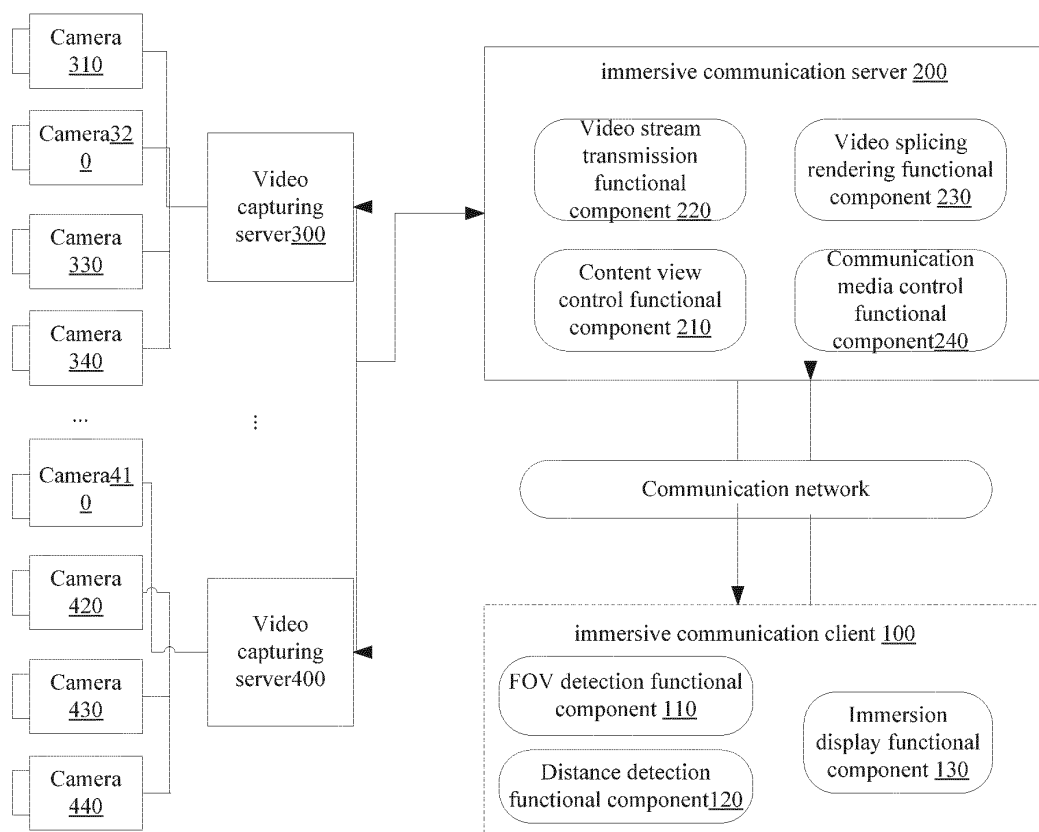 Camera
310
Camera32
0
Camera
330
Camera
340
...
Camera41
0
Camera
420
Camera
430
Camera
440
Video
capturing
server300
...
Video
capturing
server400
immersive communication server 200
Video stream
transmission
functional
component 220
Video splicing
rendering functional
component 230
Content view
control functional
component 210
Communication
media control
functional
component240
Communication network
immersive communication client 100
FOV detection functional
component 110
Distance detection
functional component120
Immersion
display functional
component 130